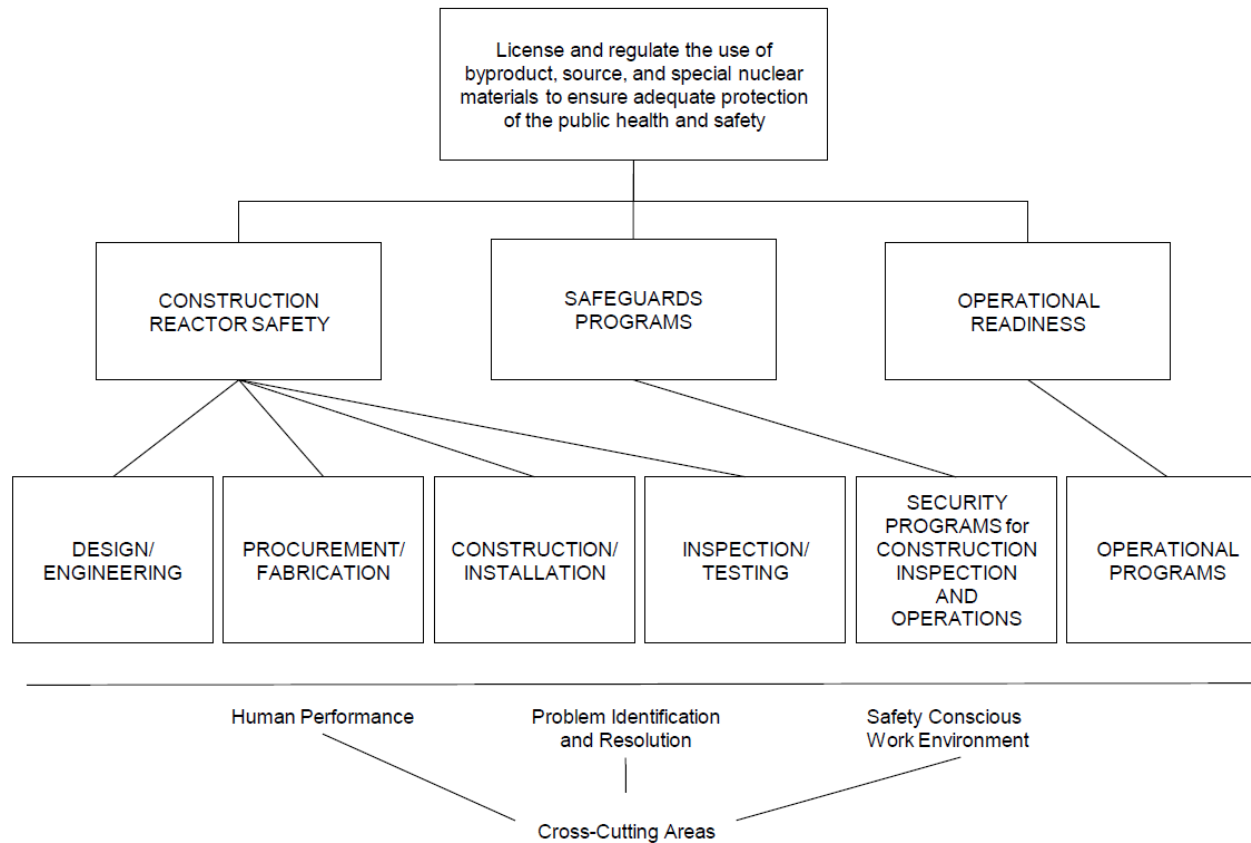 License and regulate the use of
byproduct, source, and special nuclear
materials to ensure adequate protection
of the public health and safety
CONSTRUCTION
REACTOR SAFETY
SAFEGUARDS
PROGRAMS
OPERATIONAL
READINESS
DESIGN/
ENGINEERING
PROCUREMENT/
FABRICATION
CONSTRUCTION/
INSTALLATION
INSPECTION/
TESTING
SECURITY
PROGRAMS for
CONSTRUCTION
INSPECTION
AND
OPERATIONS
OPERATIONAL
PROGRAMS
Human Performance
Problem Identification
and Resolution
Safety Conscious
Work Environment
Cross-Cutting Areas